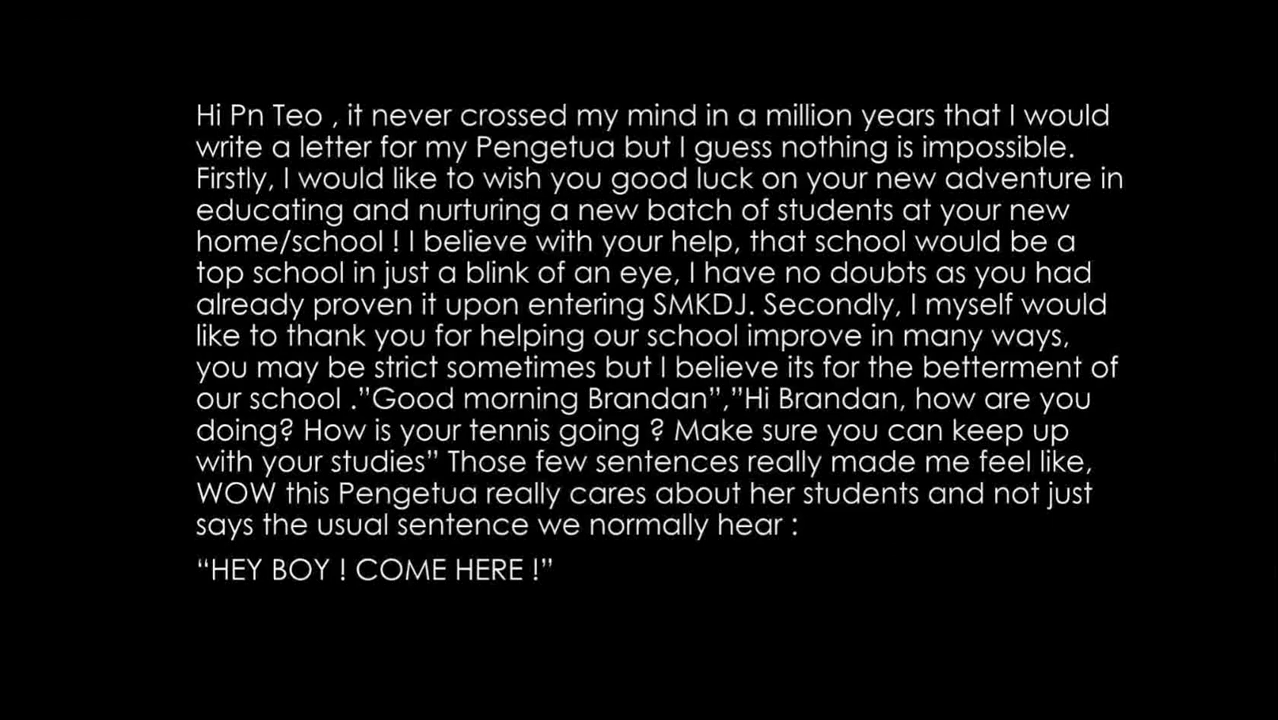 Hi Pn Teo , it never crossed my mind in a million years that I would
write a letter for my Pengetua but I guess nothing is impossible.
Firstly, I would like to wish you good luck on your new adventure in
educating and nurturing a new batch of students at your new
home/school ! I believe with your help, that school would be a
top school in just a blink of an eye, I have no doubts as you had
already proven it upon entering SMKDJ. Secondly, I myself would
like to thank you for helping our school improve in many ways,
you may be strict sometimes but I believe its for the betterment of
our school .”Good morning Brandan”,”Hi Brandan, how are you
doing? How is your tennis going ? Make sure you can keep up
with your studies” Those few sentences really made me feel like,
WOW this Pengetua really cares about her students and not just
says the usual sentence we normally hear :
“HEY BOY ! COME HERE !”